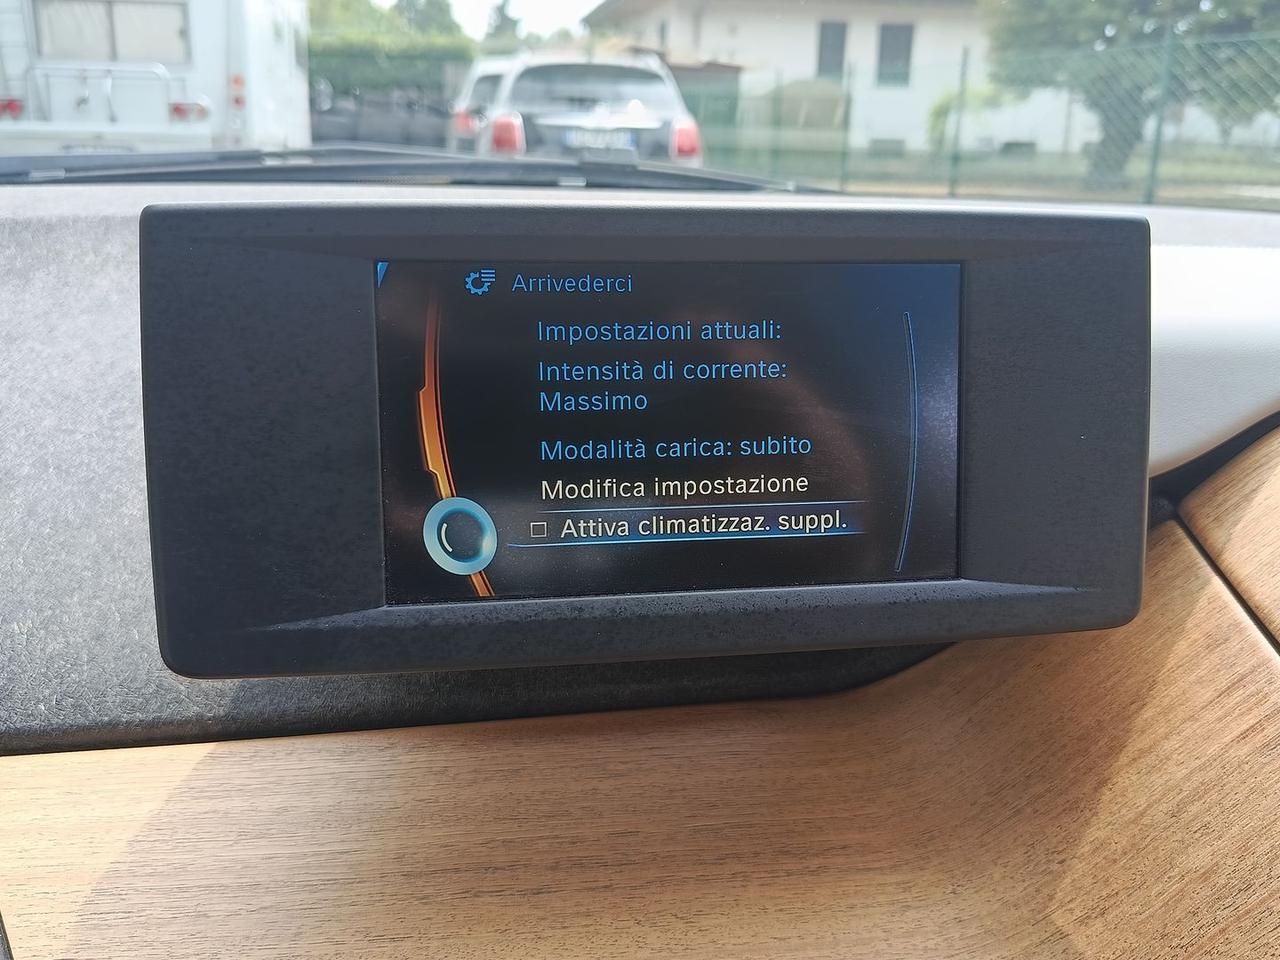 Arrivederci
Impostazioni attuali:
Intensità di corrente:
Massimo
Modalità carica: subito
Modifica impostazione
Attiva climatizzaz. suppl.